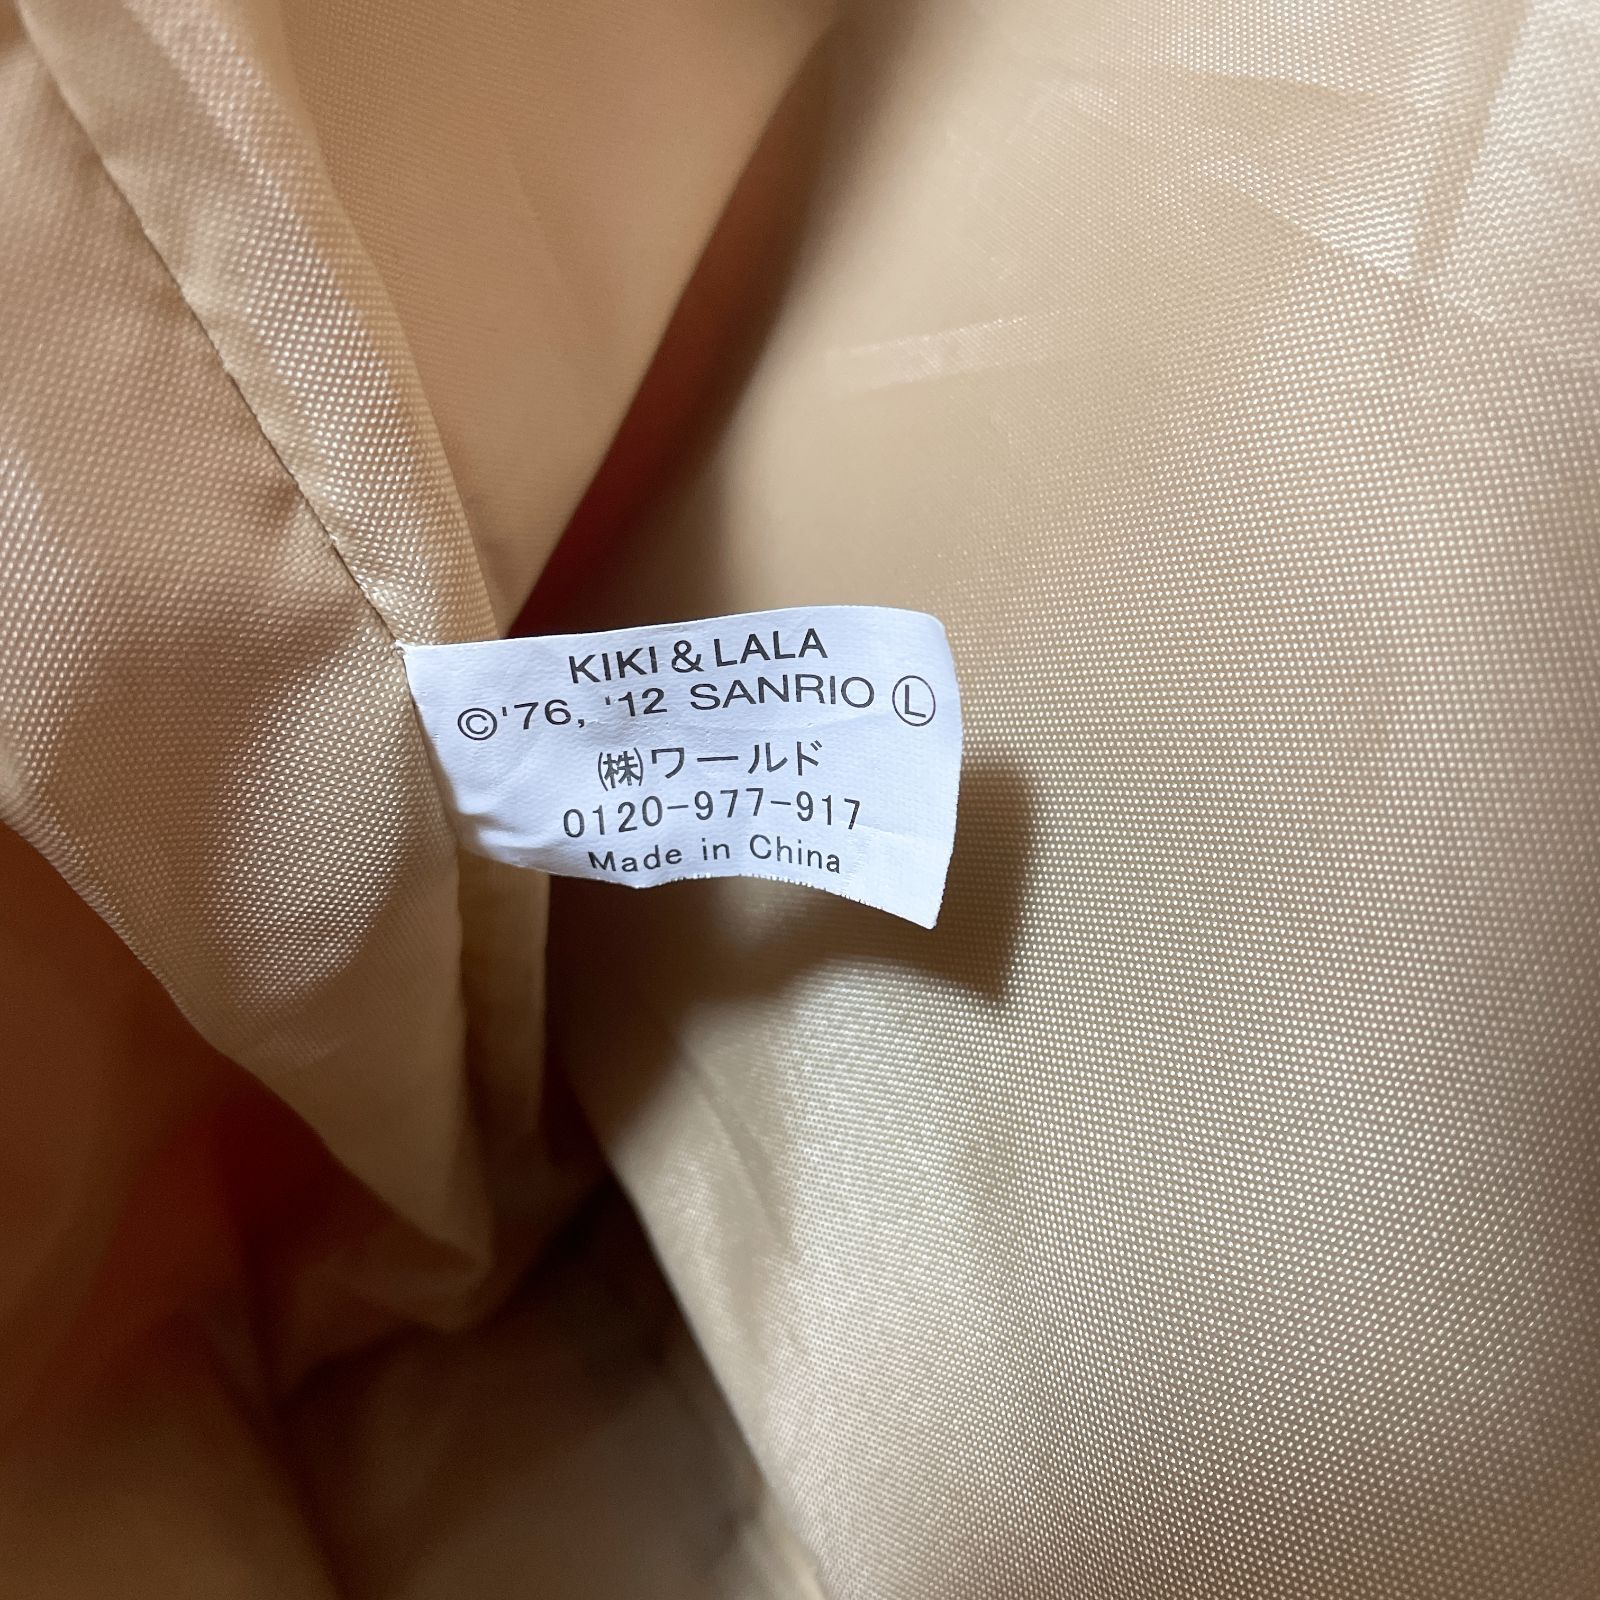 KIKI & LALA
©'76, '12 SANRIO Ⓛ
㈱ワールド
0120-977-917
Made in China